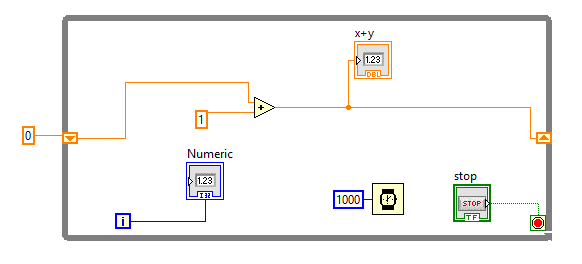 x+y
1.23
DBL
0
1
Numeric
1.23
I32
i
1000
stop
STOP
TF